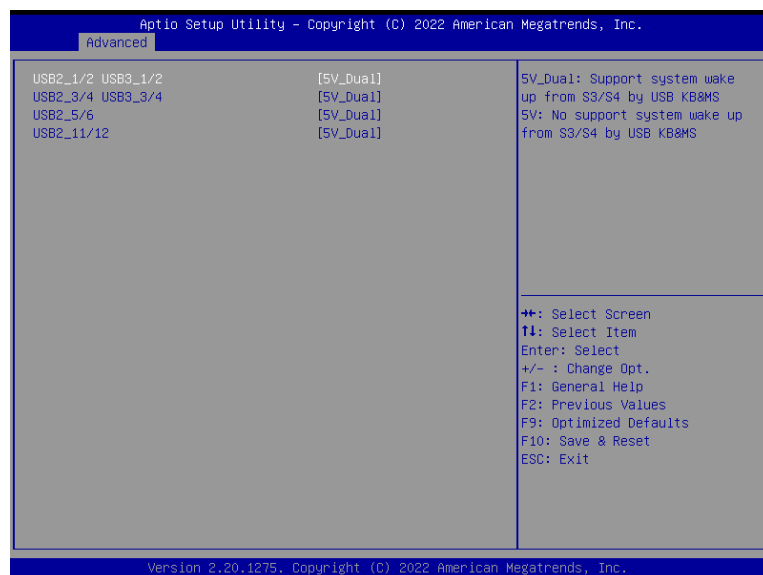 Aptio Setup Utility – Copyright (C) 2022 American Megatrends, Inc.
Advanced
USB2_1/2 USB3_1/2 [5V_Dual]
USB2_3/4 USB3_3/4 [5V_Dual]
USB2_5/6 [5V_Dual]
USB2_11/12 [5V_Dual]
5V_Dual: Support system wake
up from S3/S4 by USB KB&MS
5V: No support system wake up
from S3/S4 by USB KB&MS
→←: Select Screen
↑↓: Select Item
Enter: Select
+/- : Change Opt.
F1: General Help
F2: Previous Values
F9: Optimized Defaults
F10: Save & Reset
ESC: Exit
Version 2.20.1275. Copyright (C) 2022 American Megatrends, Inc.